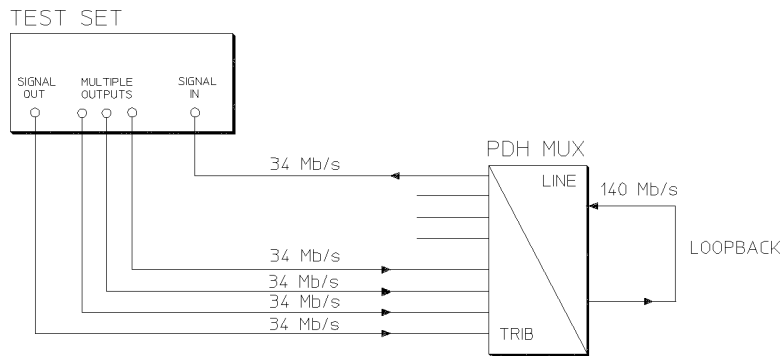 TEST SET
SIGNAL OUT
MULTIPLE OUTPUTS
SIGNAL IN
34 Mb/s
PDH MUX
LINE
140 Mb/s
LOOPBACK
34 Mb/s
34 Mb/s
34 Mb/s
34 Mb/s
TRIB